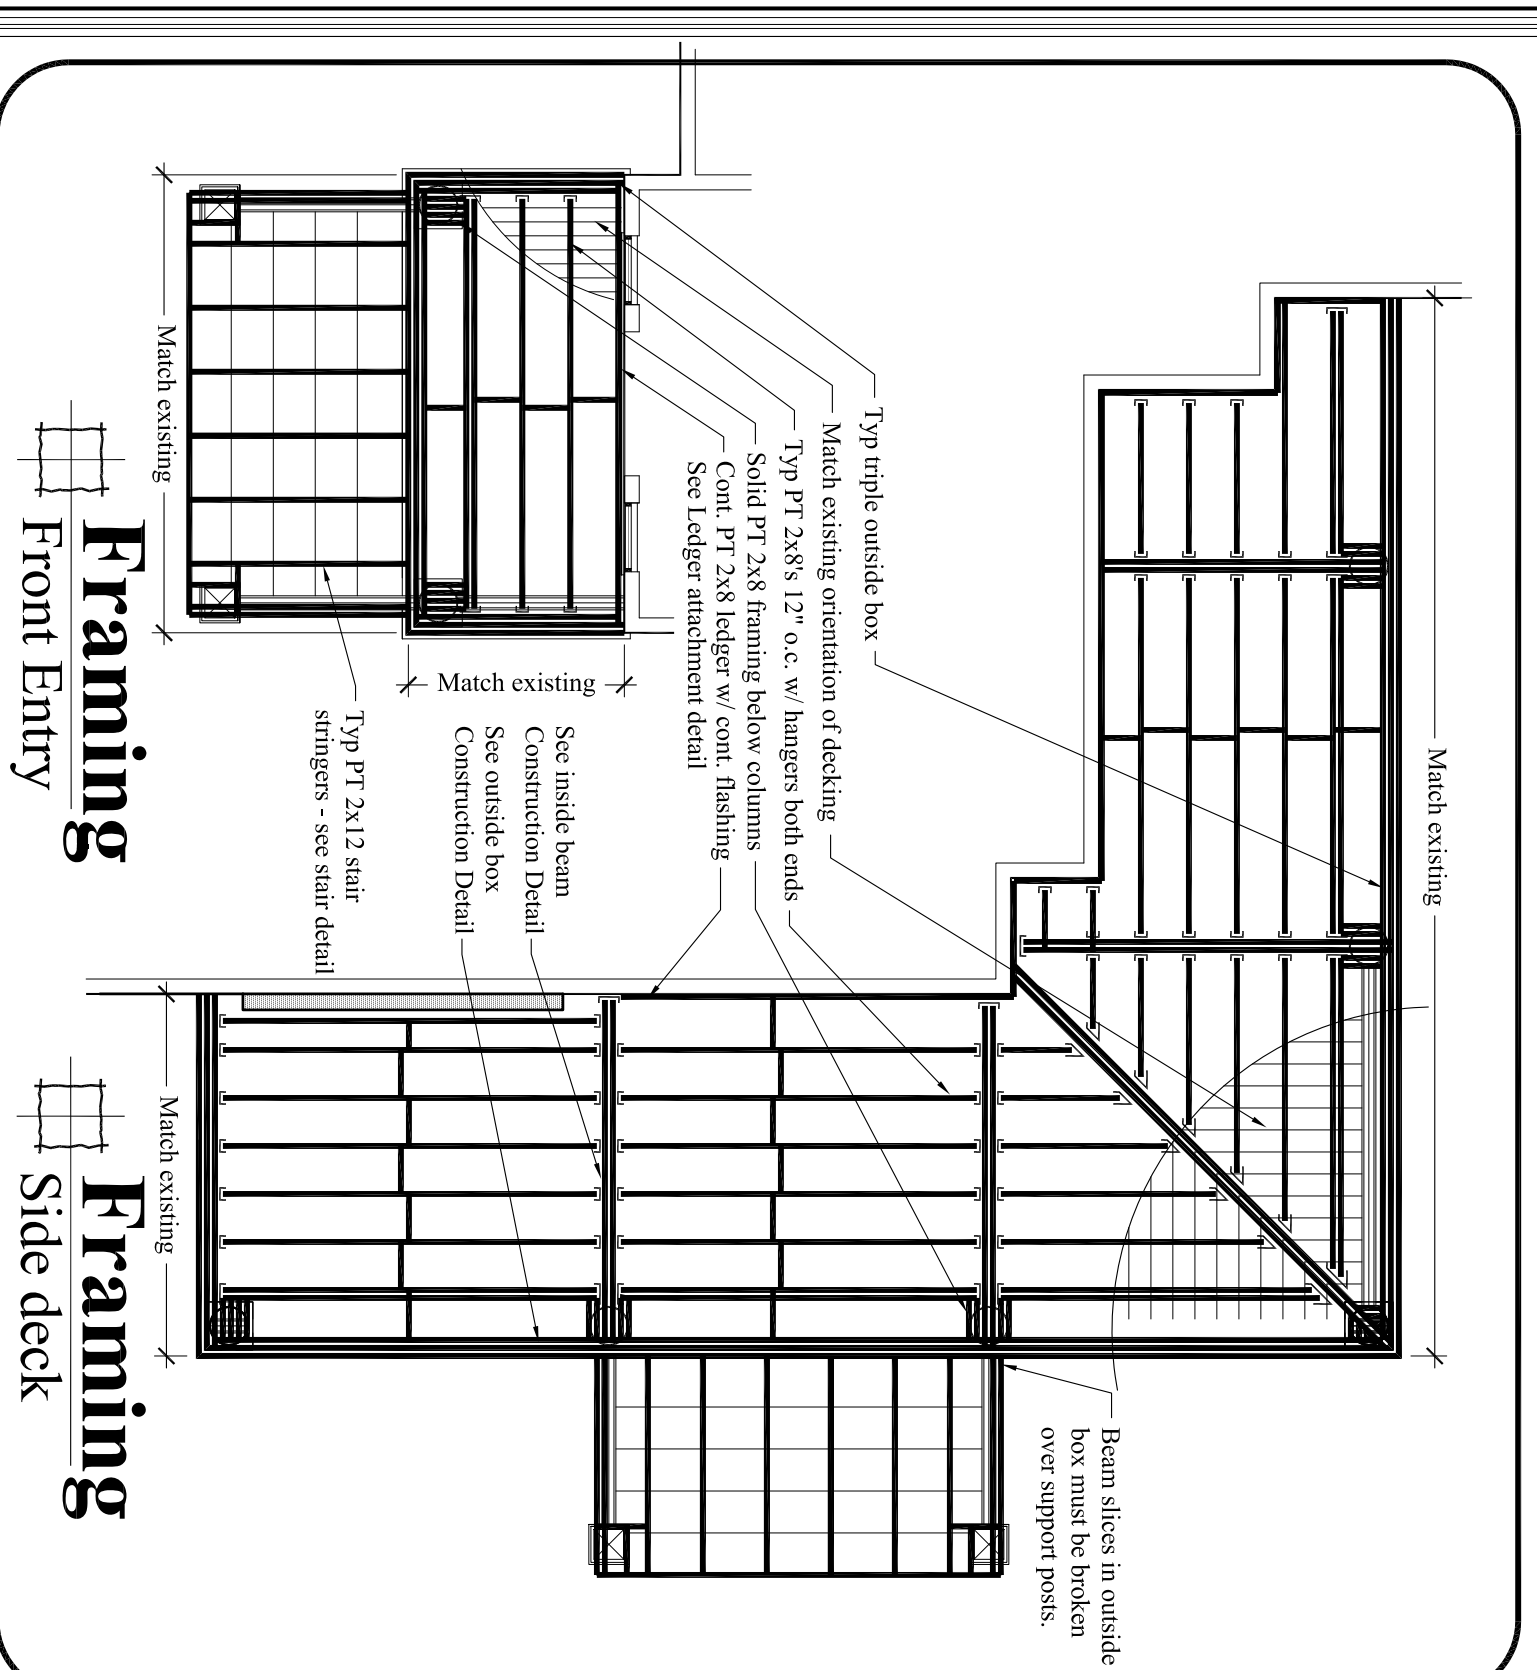 Typ triple outside box
Match existing orientation of decking
Typ PT 2x8's 12" o.c. w/ hangers both ends
Solid PT 2x8 framing below columns
Cont. PT 2x8 ledger w/ cont. flashing
See Ledger attachment detail
Match existing
Match existing
Match existing
See inside beam
Construction Detail
See outside box
Construction Detail
Typ PT 2x12 stair
stringers - see stair detail
Match existing
Beam slices in outside
box must be broken
over support posts.
Match existing
Framing
Front Entry
Framing
Side deck